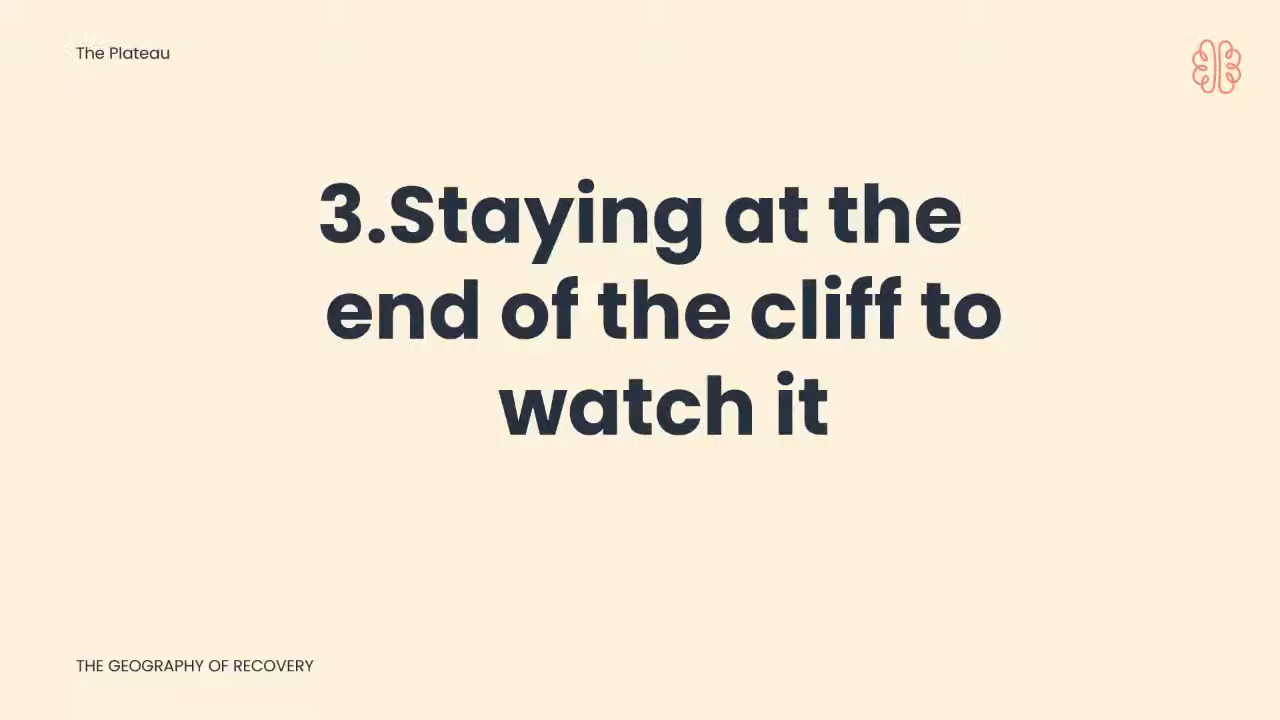 The Plateau
3.Staying at the
end of the cliff to
watch it
THE GEOGRAPHY OF RECOVERY